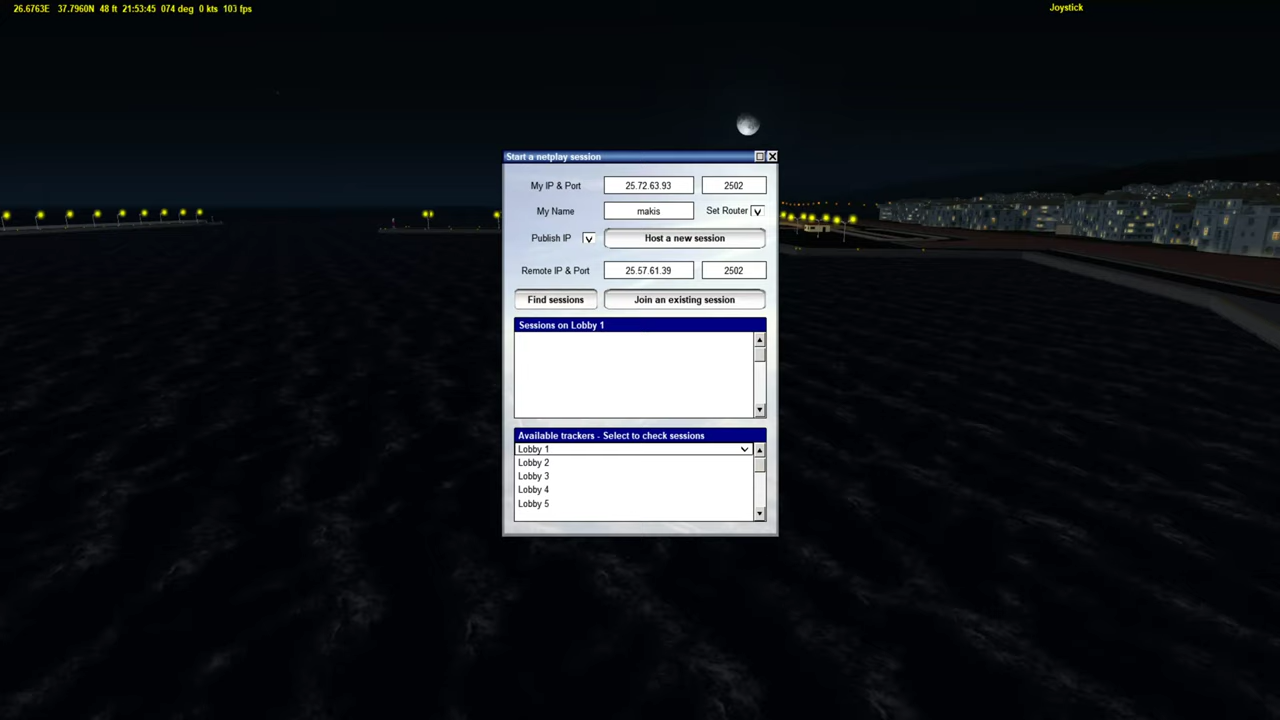 26.6763E 37.7960N 48 ft 21:53:45 074 deg 0 kts 103 fps
Joystick
Start a netplay session
My IP & Port 25.72.63.93 2502
My Name makis Set Router
Publish IP Host a new session
Remote IP & Port 25.57.61.39 2502
Find sessions Join an existing session
Sessions on Lobby 1
Available trackers - Select to check sessions
Lobby 1
Lobby 2
Lobby 3
Lobby 4
Lobby 5